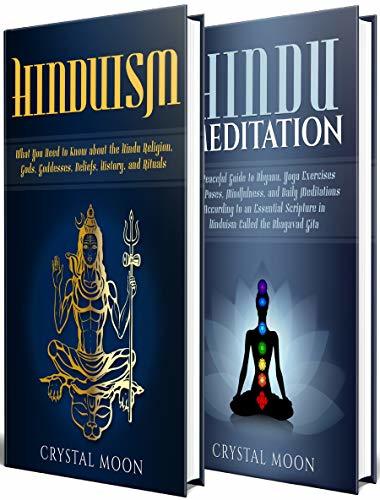 HINDUISM
What You Need to Know about the Hindu Religion,
Gods, Goddesses, Beliefs, History, and Rituals
CRYSTAL MOON
HINDU
MEDITATION
Peaceful Guide to Dhyana, Yoga Exercises
Poses, Mindfulness, and Daily Meditations
According to an Essential Scripture in
Hinduism Called the Bhagavad Gita
CRYSTAL MOON